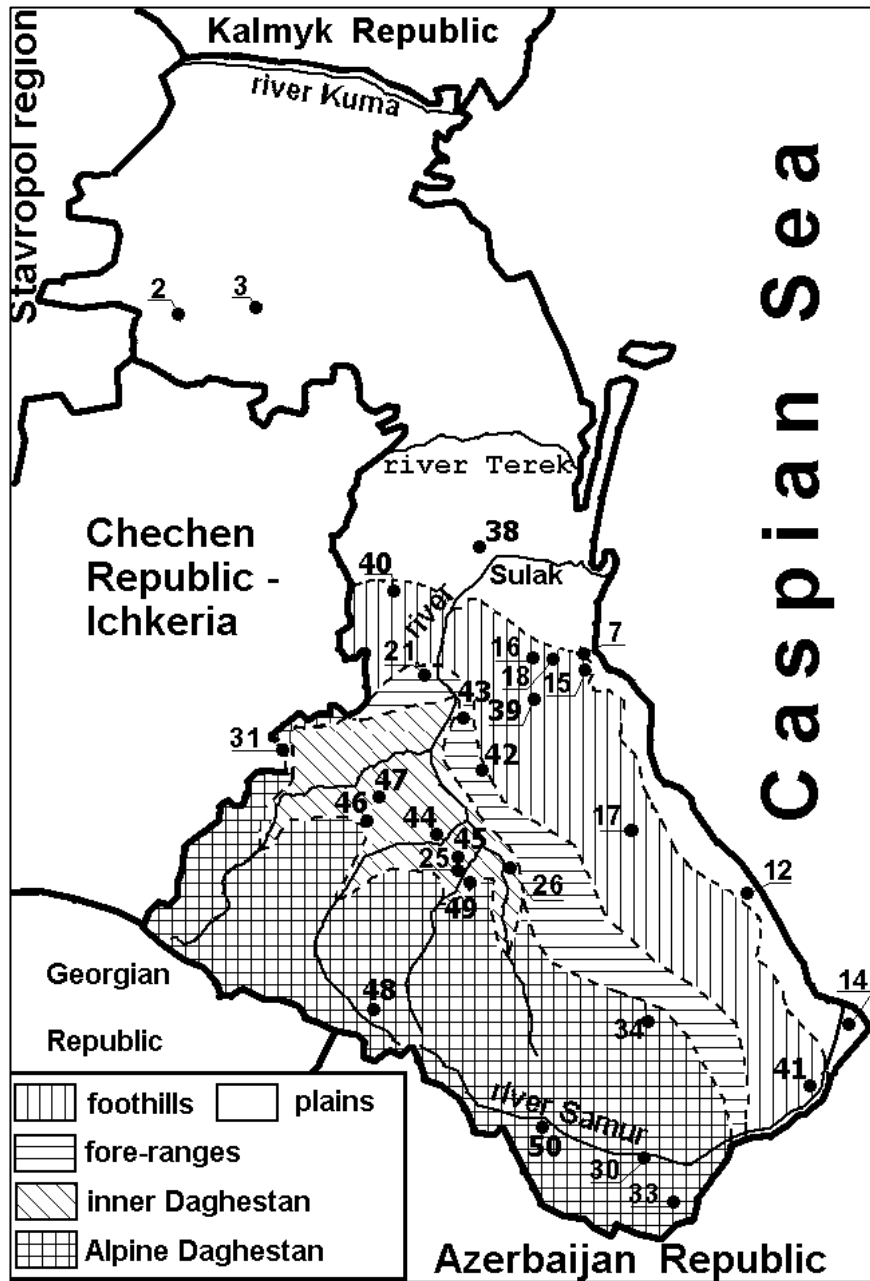 Kalmyk Republic
river Kuma
Stavropol region
Caspian Sea
2
3
river Terek
Chechen
Republic -
Ichkeria
38
40
Sulak
river
7
16
21
18
15
43
39
31
42
47
46
17
44
45
25
12
26
49
Georgian
48
14
34
Republic
41
river Samur
foothills
plains
50
fore-ranges
30
inner Daghestan
33
Alpine Daghestan
Azerbaijan Republic